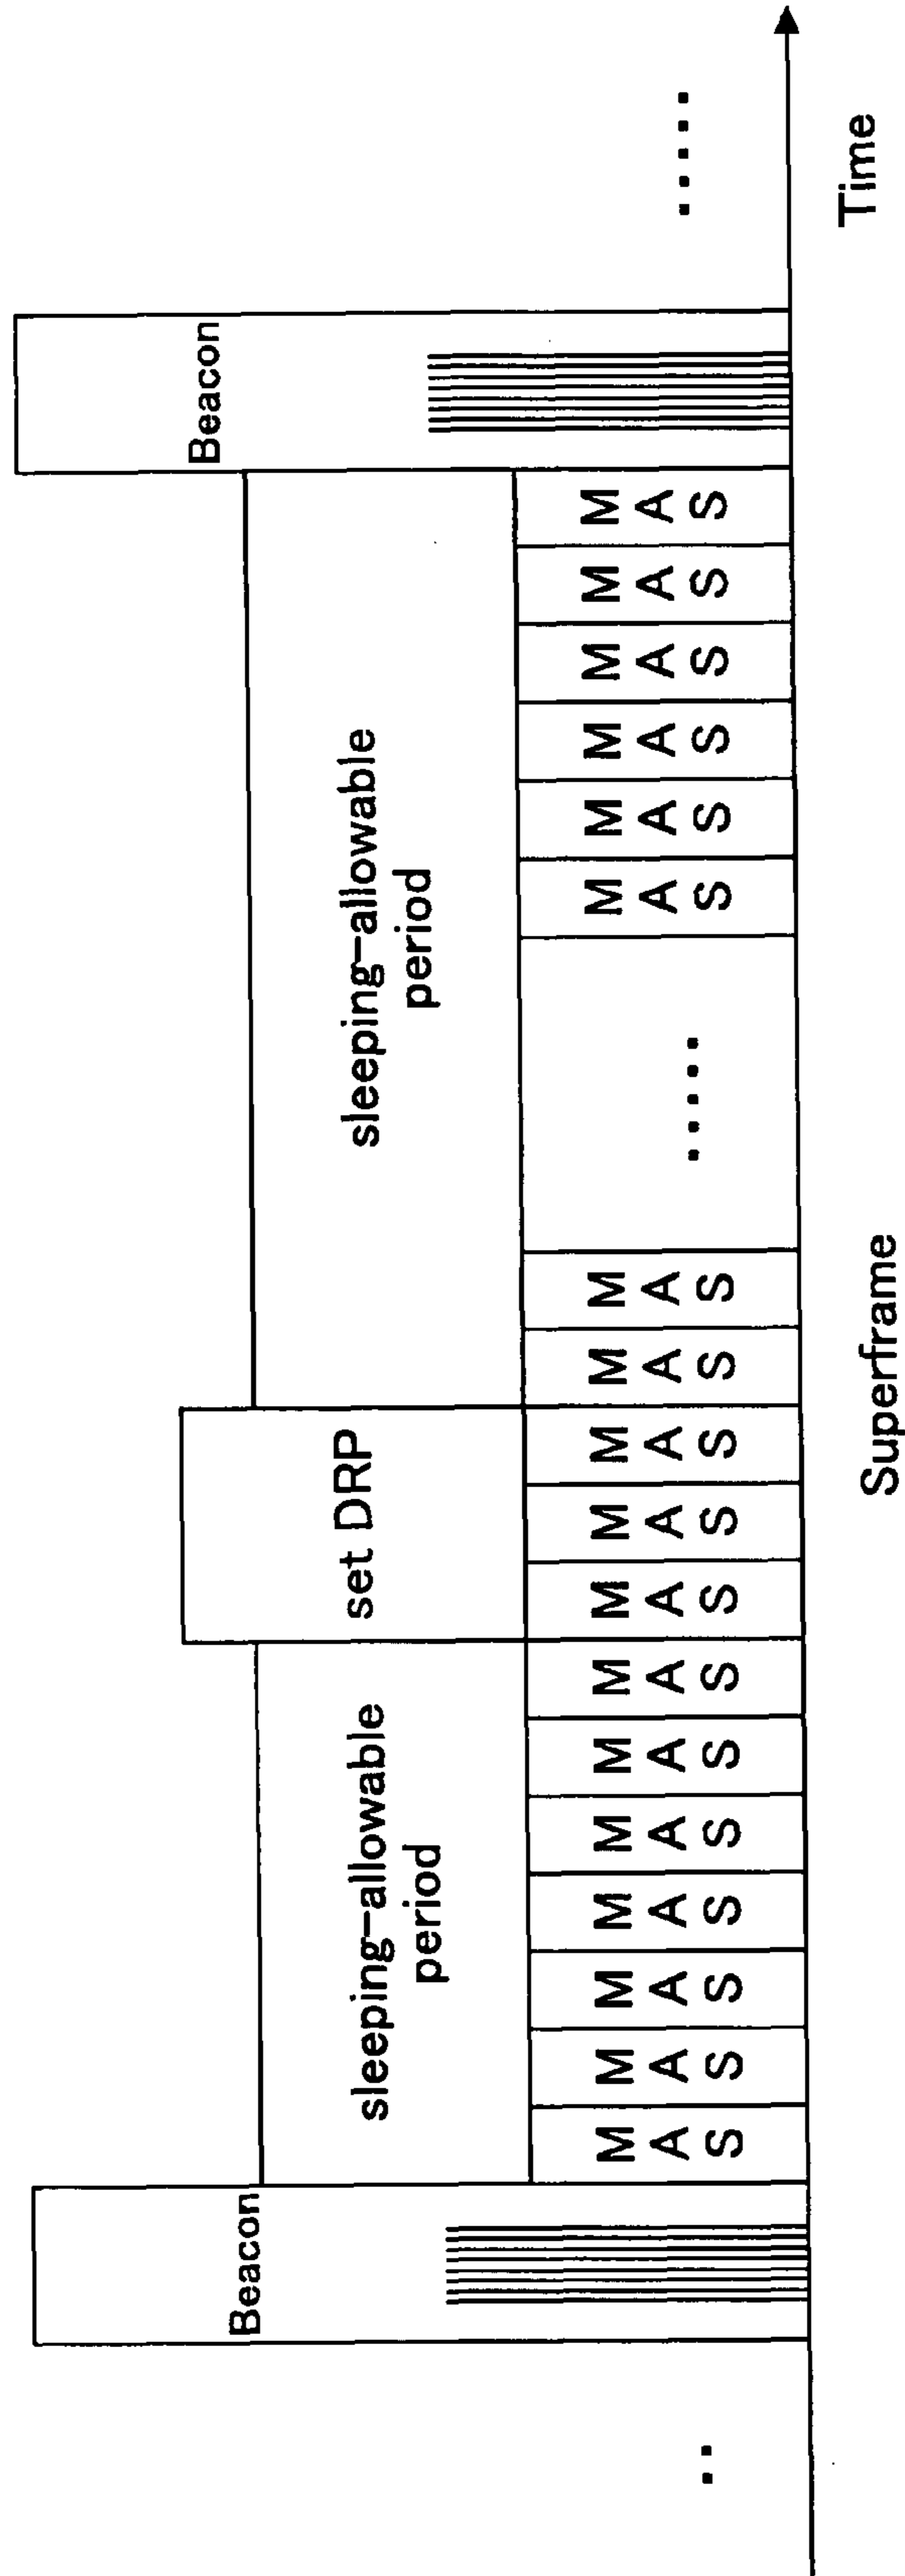 Beacon
sleeping-allowable
period
set DRP
sleeping-allowable
period
Beacon
..
MAS
MAS
MAS
MAS
MAS
MAS
MAS
MAS
MAS
MAS
MAS
MAS
.....
MAS
MAS
MAS
MAS
MAS
MAS
.....
Superframe
Time